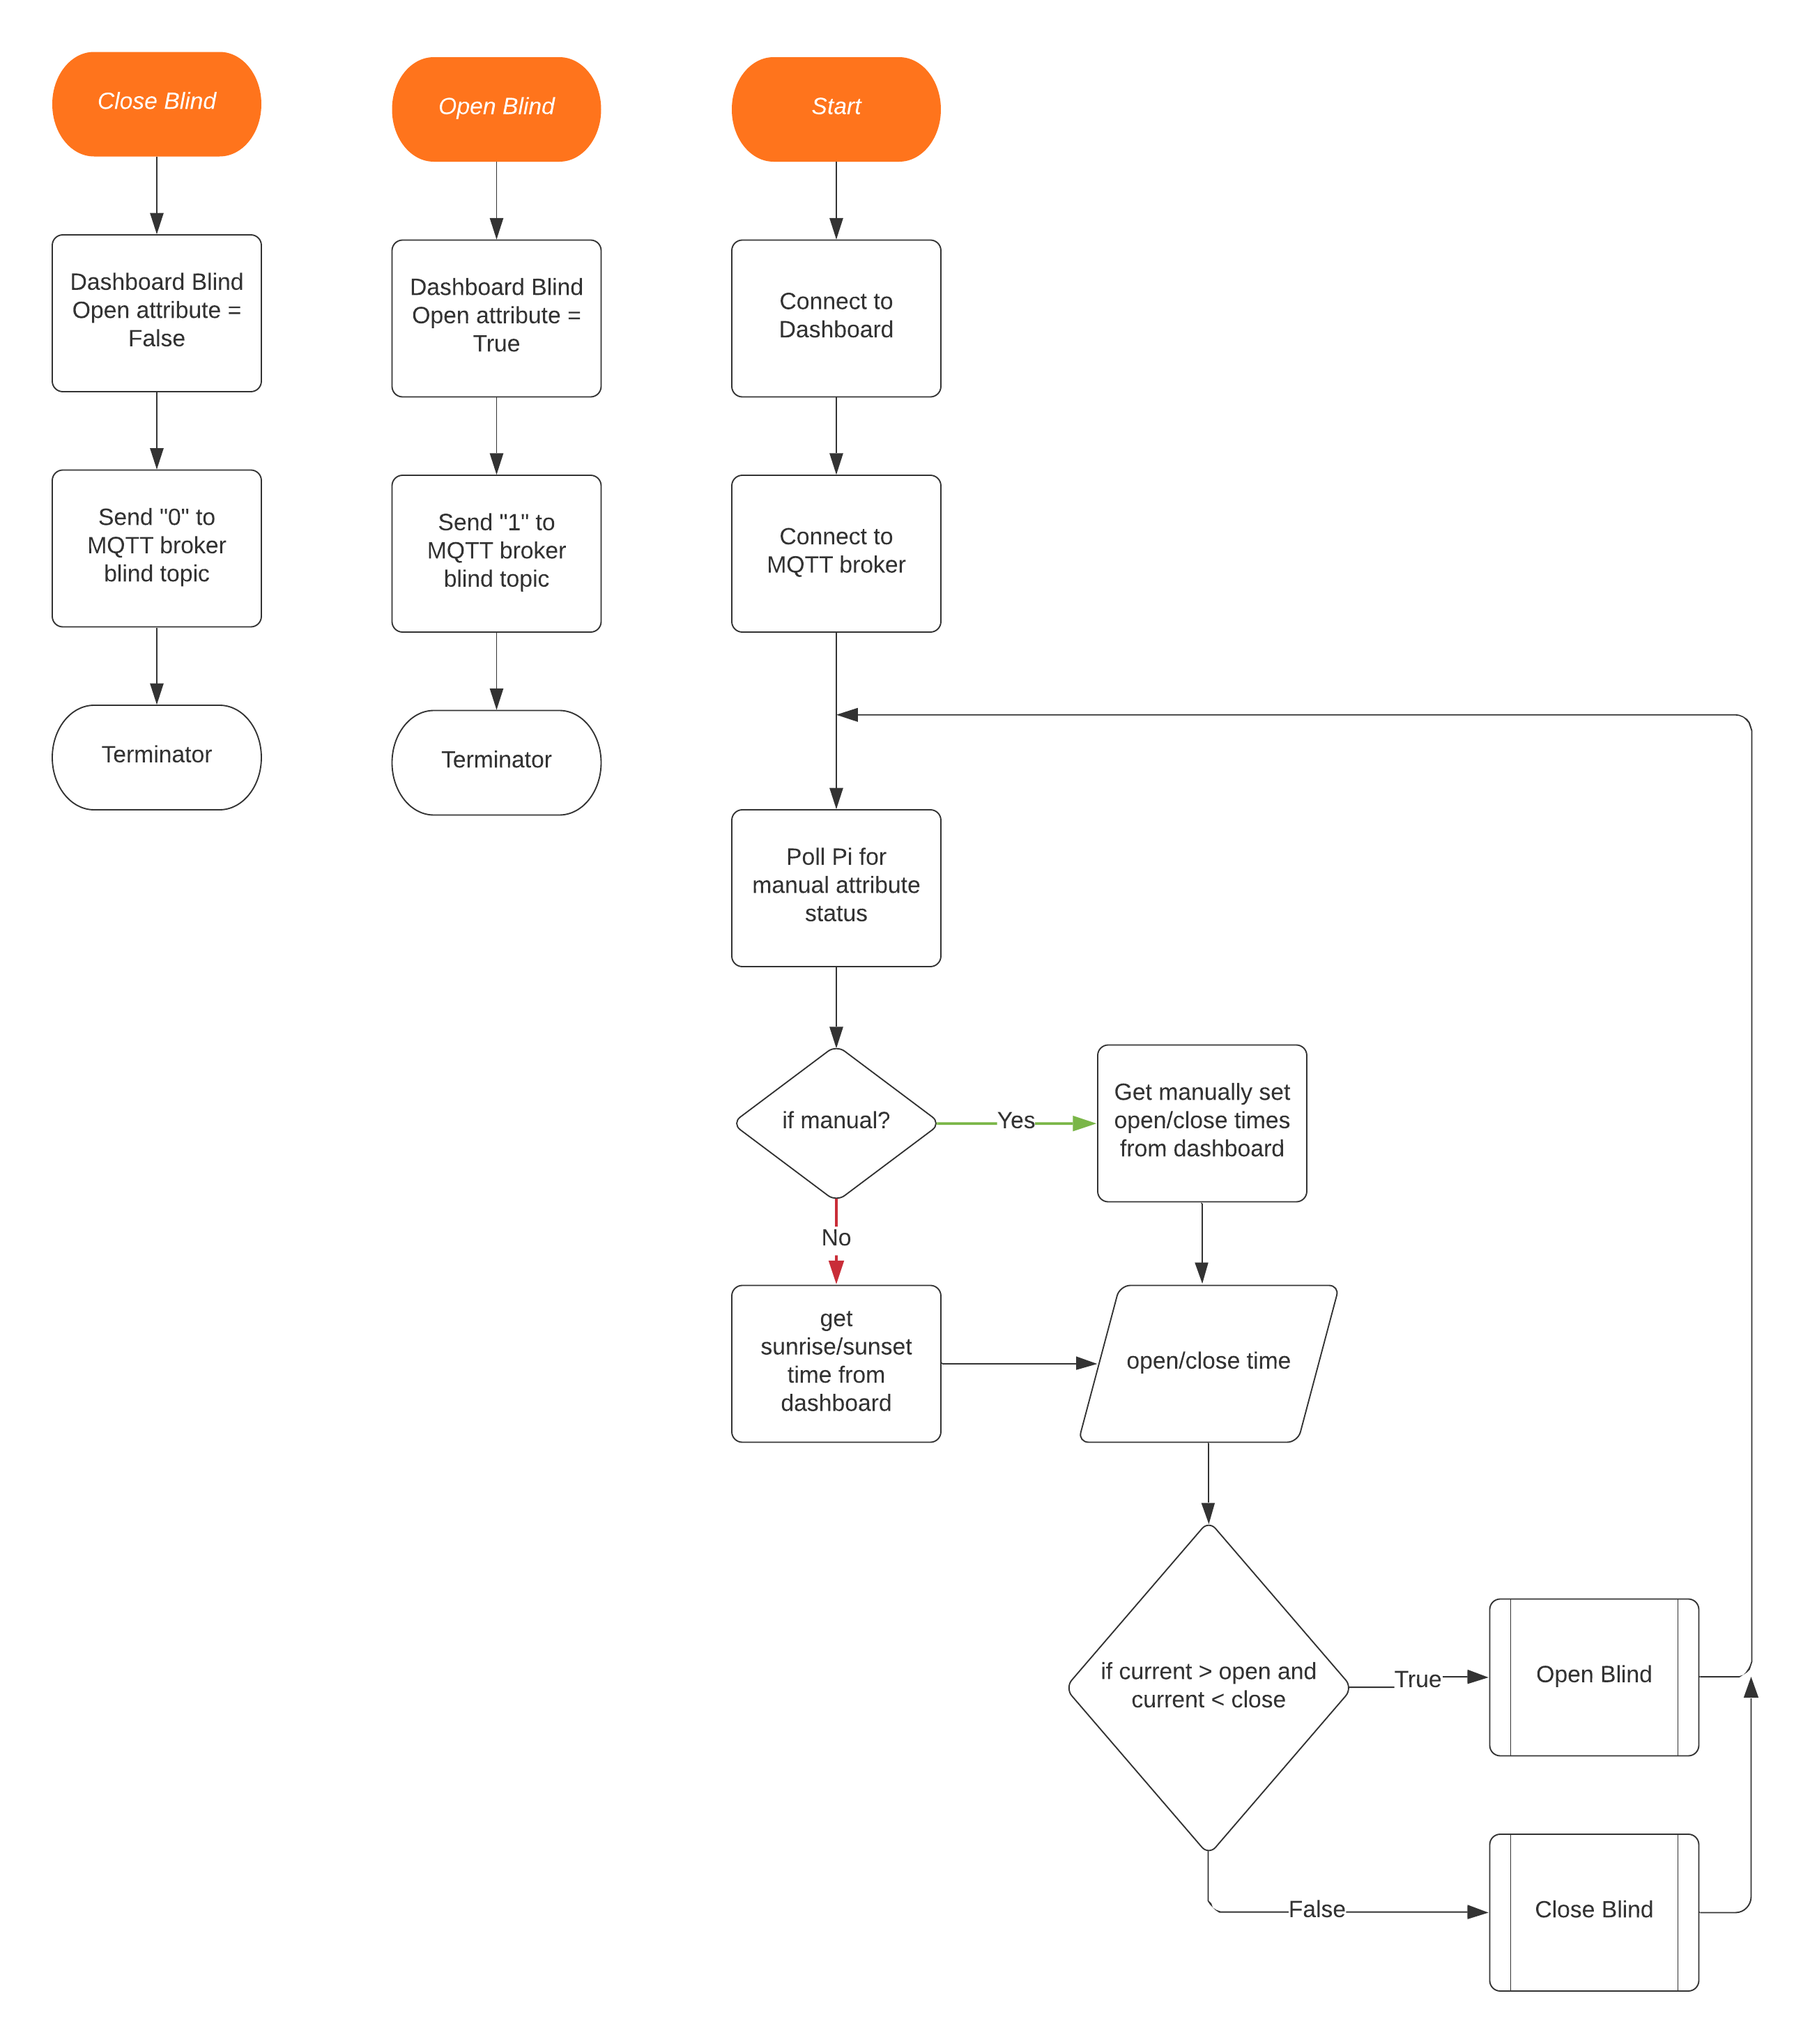 Close Blind
Dashboard Blind
Open attribute =
False
Send "0" to
MQTT broker
blind topic
Terminator
Open Blind
Dashboard Blind
Open attribute =
True
Send "1" to
MQTT broker
blind topic
Terminator
Start
Connect to
Dashboard
Connect to
MQTT broker
Poll Pi for
manual attribute
status
if manual?
Yes
Get manually set
open/close times
from dashboard
No
get
sunrise/sunset
time from
dashboard
open/close time
if current > open and
current < close
True
Open Blind
False
Close Blind